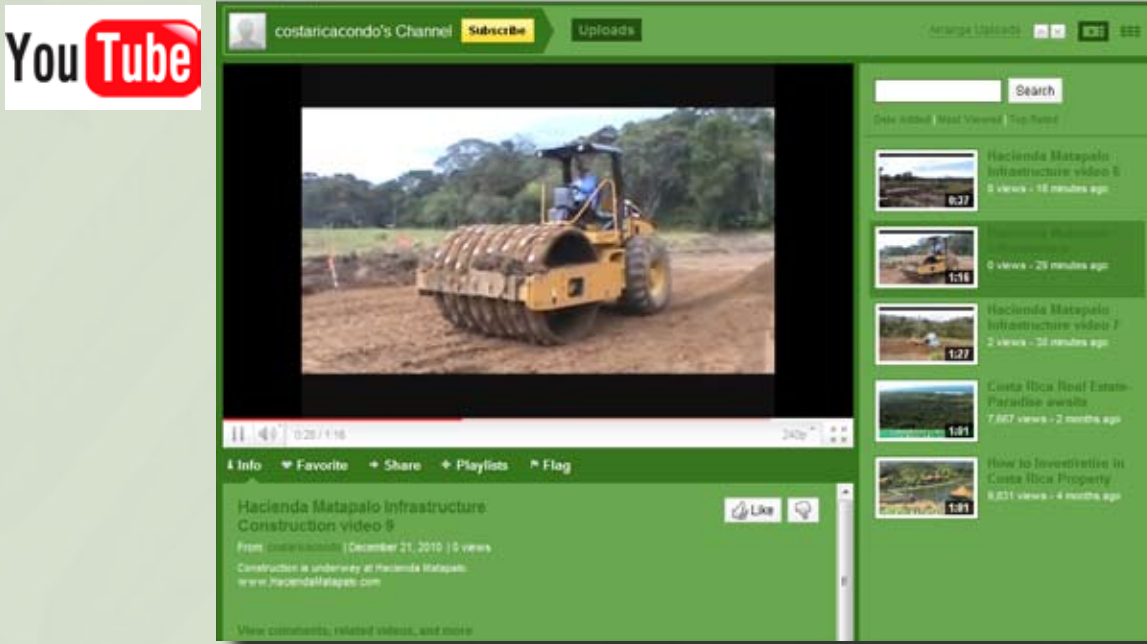 You Tube
costaricacondo's Channel Subscribe Uploads
Arrange Uploads
Search
Date Added | Most Viewed | Top Rated
Hacienda Matapalo
Infrastructure video 8
0 views - 18 minutes ago
0:37
0 views - 29 minutes ago
1:16
Hacienda Matapalo
Infrastructure video 7
2 views - 38 minutes ago
1:27
Costa Rica Real Estate-
Paradise awaits
7,667 views - 2 months ago
1:01
How to Invest/retire in
Costa Rica Property
9,831 views - 4 months ago
1:01
0:28 / 1:16
240p
Info Favorite Share Playlists Flag
Hacienda Matapalo Infrastructure
Construction video 9
Like
From: costaricacondo | December 21, 2010 | 0 views
Construction is underway at Hacienda Matapalo.
www.HaciendaMatapalo.com
View comments, related videos, and more